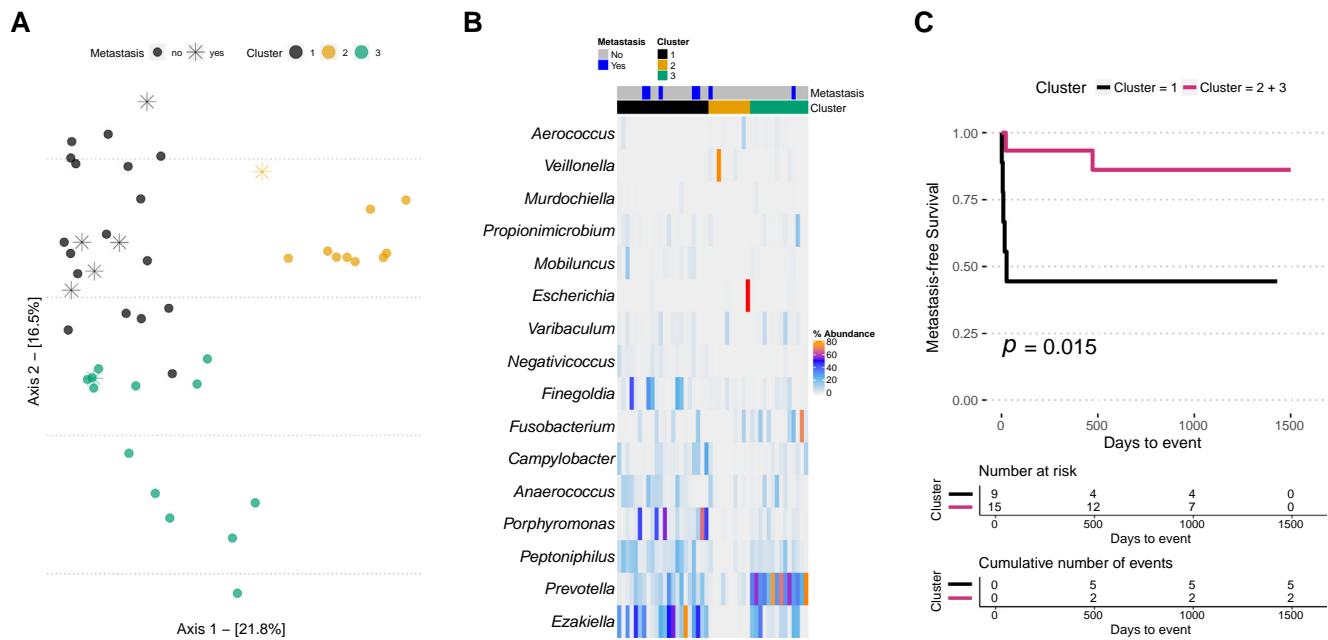 A
Metastasis no yes Cluster 1 2 3
Axis 2 – [16.5%]
Axis 1 – [21.8%]
B
Metastasis
No
Yes
Cluster
1
2
3
Metastasis
Cluster
Aerococcus
Veillonella
Murdochiella
Propionimicrobium
Mobiluncus
Escherichia
Varibaculum
Negativicoccus
Finegoldia
Fusobacterium
Campylobacter
Anaerococcus
Porphyromonas
Peptoniphilus
Prevotella
Ezakiella
% Abundance
80
60
40
20
0
C
Cluster Cluster = 1 Cluster = 2 + 3
Metastasis-free Survival
1.00
0.75
0.50
0.25
0.00
p = 0.015
0 500 1000 1500
Days to event
Number at risk
Cluster
9 4 4 0
15 12 7 0
0 500 1000 1500
Days to event
Cumulative number of events
Cluster
0 5 5 5
0 2 2 2
0 500 1000 1500
Days to event